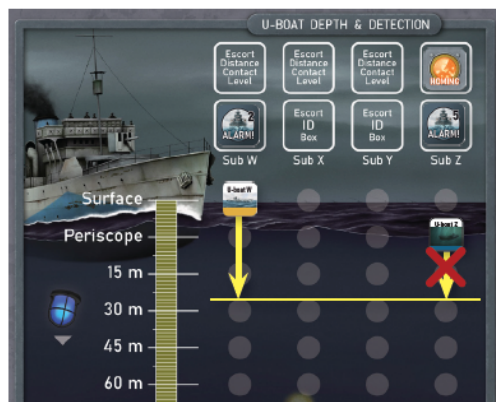 U-BOAT DEPTH & DETECTION
Escort
Distance
Contact
Level
Escort
Distance
Contact
Level
Escort
Distance
Contact
Level
HOMING
2
ALARM!
Escort
ID
Box
Escort
ID
Box
5
ALARM!
Sub W
Sub X
Sub Y
Sub Z
Surface
U-boat W
Periscope
U-boat Z
15 m
30 m
45 m
60 m